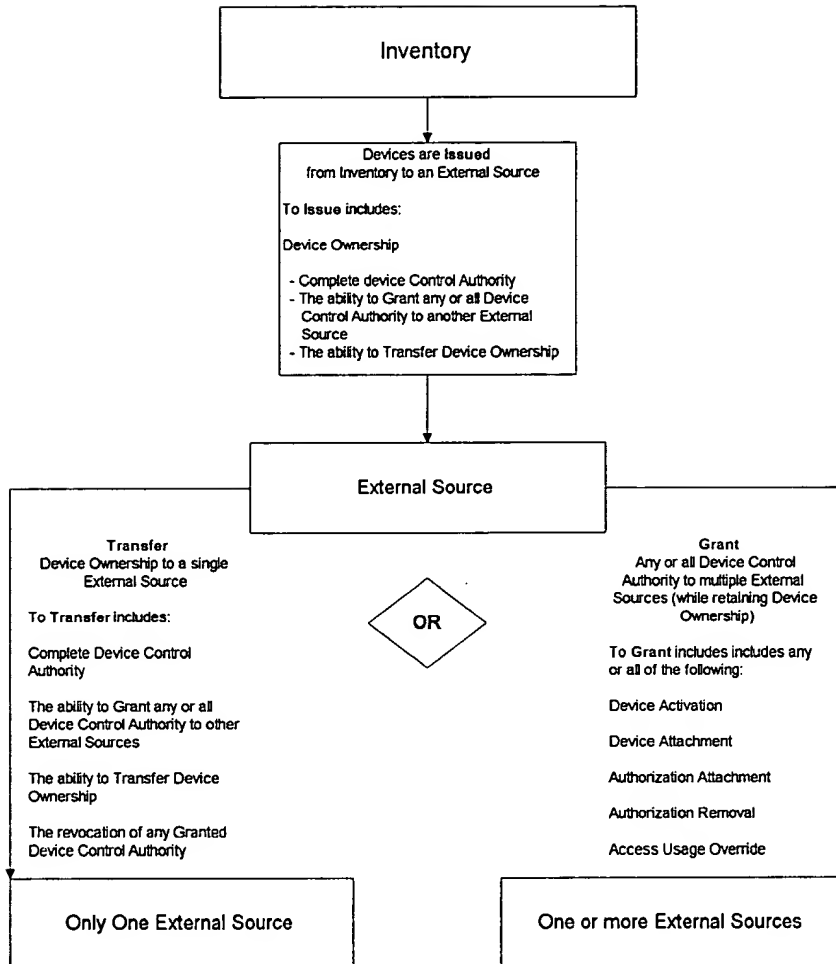 Inventory
Devices are Issued
from Inventory to an External Source
To Issue includes:
Device Ownership
- Complete device Control Authority
- The ability to Grant any or all Device
Control Authority to another External
Source
- The ability to Transfer Device Ownership
External Source
Transfer
Device Ownership to a single
External Source
To Transfer includes:
Complete Device Control
Authority
The ability to Grant any or all
Device Control Authority to other
External Sources
The ability to Transfer Device
Ownership
The revocation of any Granted
Device Control Authority
OR
Grant
Any or all Device Control
Authority to multiple External
Sources (while retaining Device
Ownership)
To Grant includes includes any
or all of the following:
Device Activation
Device Attachment
Authorization Attachment
Authorization Removal
Access Usage Override
Only One External Source
One or more External Sources